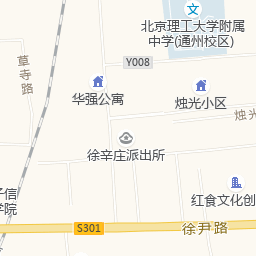 北京理工大学附属
中学(通州校区)
Y008
草寺路
华强公寓
烛光小区
烛光
徐辛庄派出所
子信
学院
红食文化创
S301
徐尹路